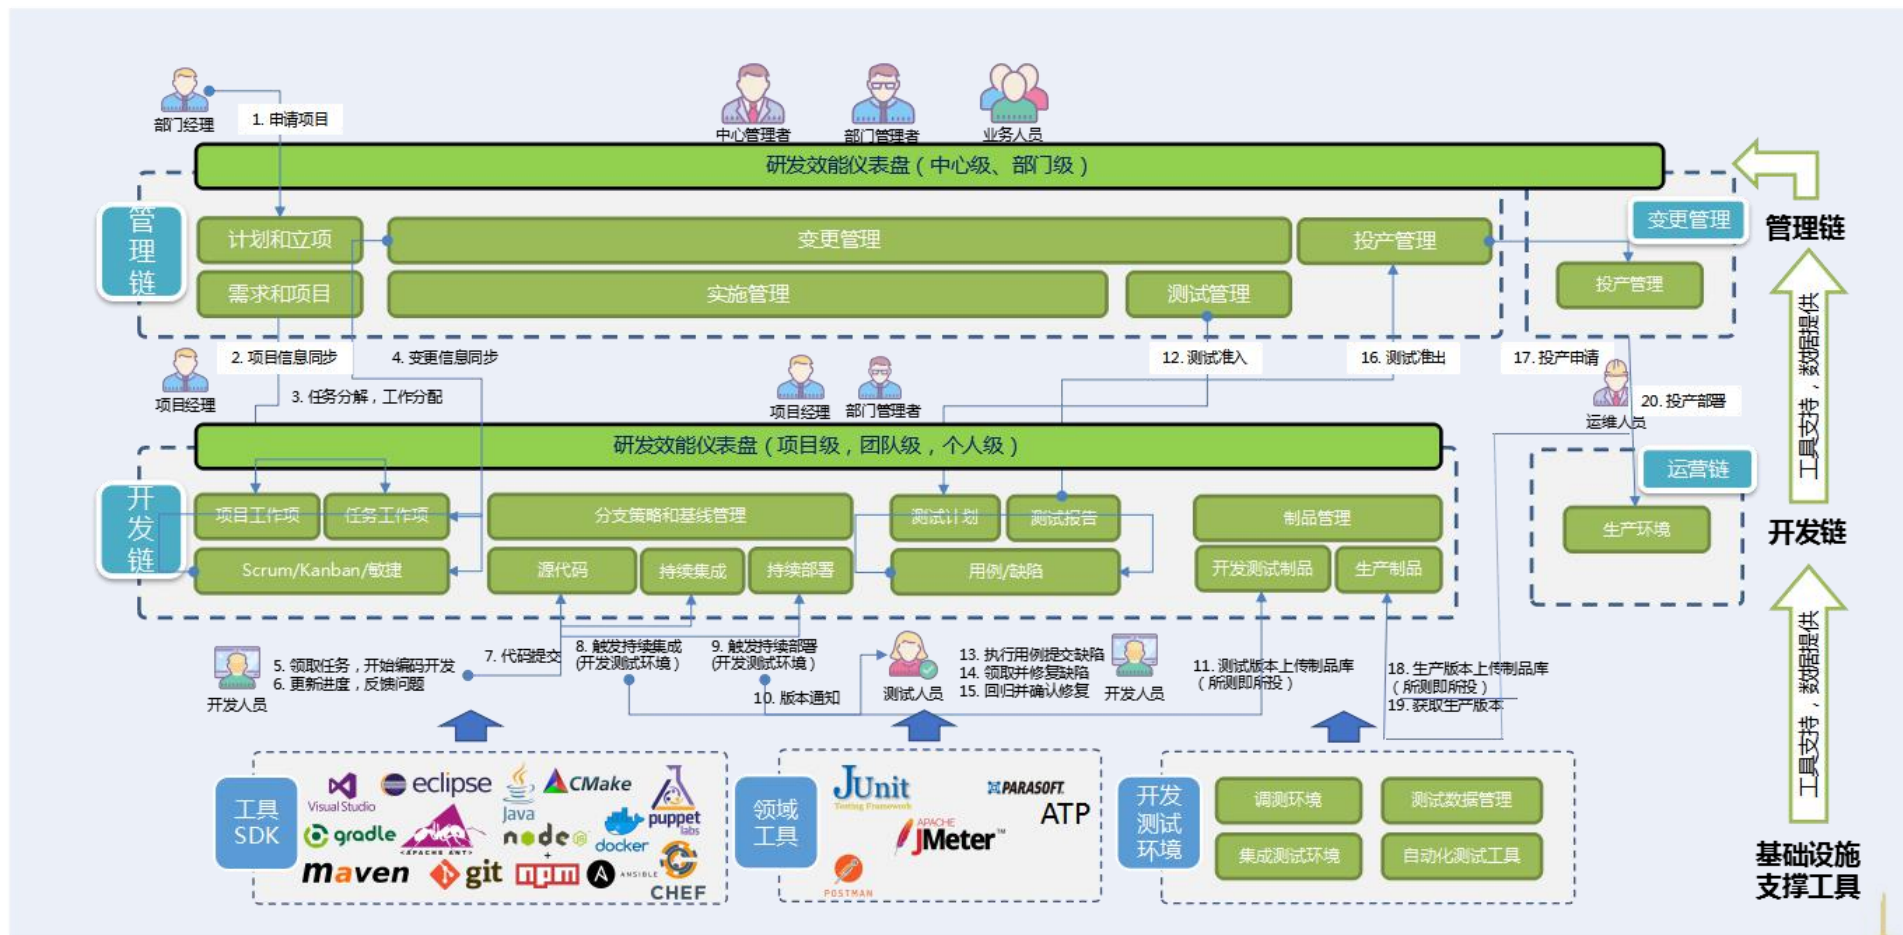 部门经理
1. 申请项目
中心管理者
部门管理者
业务人员
研发效能仪表盘（中心级、部门级）
管理链
计划和立项
变更管理
投产管理
需求和项目
实施管理
测试管理
变更管理
投产管理
管理链
2. 项目信息同步
4. 变更信息同步
12. 测试准入
16. 测试准出
17. 投产申请
项目经理
3. 任务分解，工作分配
项目经理
部门管理者
运维人员
20. 投产部署
工具支持，数据提供
研发效能仪表盘（项目级，团队级，个人级）
开发链
项目工作项
任务工作项
分支策略和基线管理
测试计划
测试报告
制品管理
Scrum/Kanban/敏捷
源代码
持续集成
持续部署
用例/缺陷
开发测试制品
生产制品
运营链
生产环境
开发链
开发人员
5. 领取任务，开始编码开发
6. 更新进度，反馈问题
7. 代码提交
8. 触发持续集成
(开发测试环境）
9. 触发持续部署
(开发测试环境）
10. 版本通知
测试人员
13. 执行用例提交缺陷
14. 领取并修复缺陷
15. 回归并确认修复
开发人员
11. 测试版本上传制品库
（所测即所投）
18. 生产版本上传制品库
（所测即所投）
19. 获取生产版本
工具支持，数据提供
工具
SDK
Visual Studio
eclipse
Java
CMake
puppet
labs
gradle
APACHE ANT
node
JS
docker
+
maven
git
npm
ANSIBLE
CHEF
领域
工具
JUnit
Testing Framework
PARASOFT
ATP
APACHE
JMeter™
POSTMAN
开发
测试
环境
调测环境
测试数据管理
集成测试环境
自动化测试工具
基础设施
支撑工具